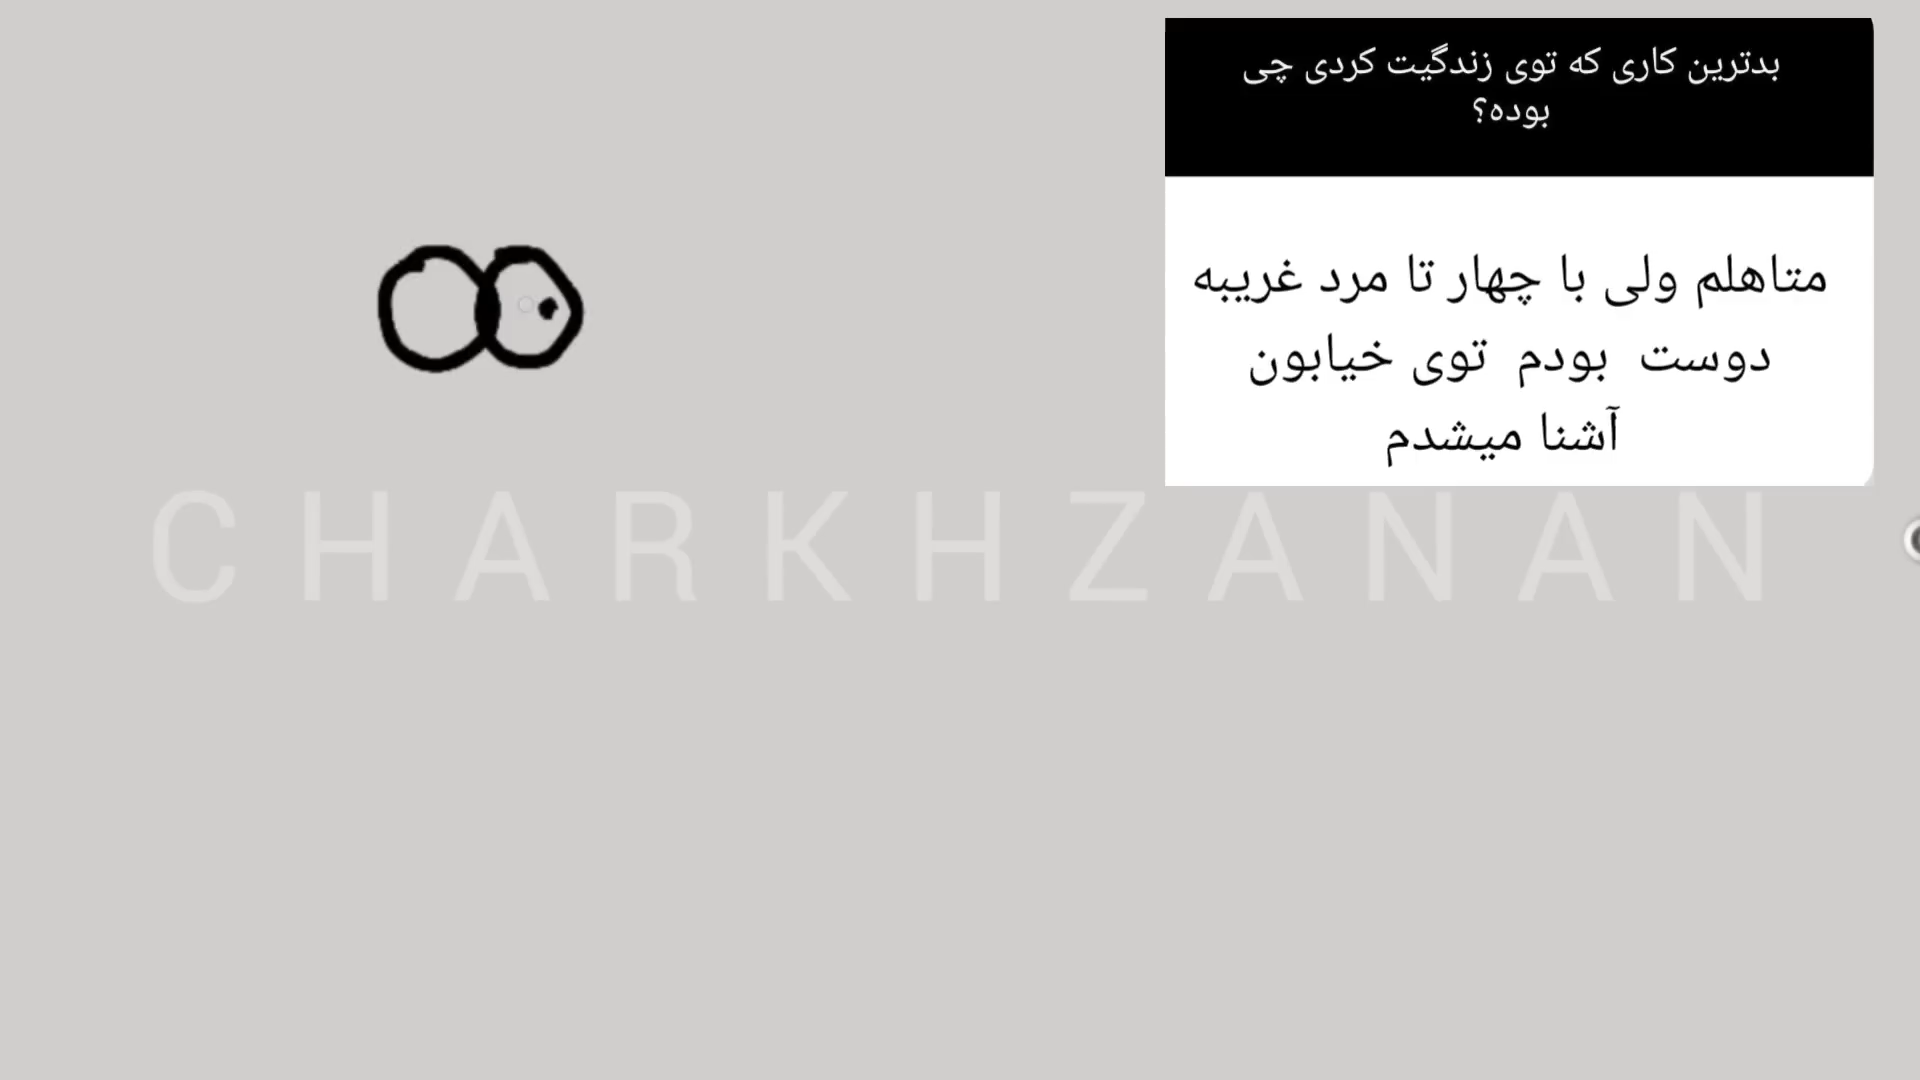 بدترین کاری که توی زندگیت کردی چی
بوده؟
متاهلم ولی با چهار تا مرد غریبه
دوست بودم توی خیابون
آشنا میشدم
CHARKHZANAN